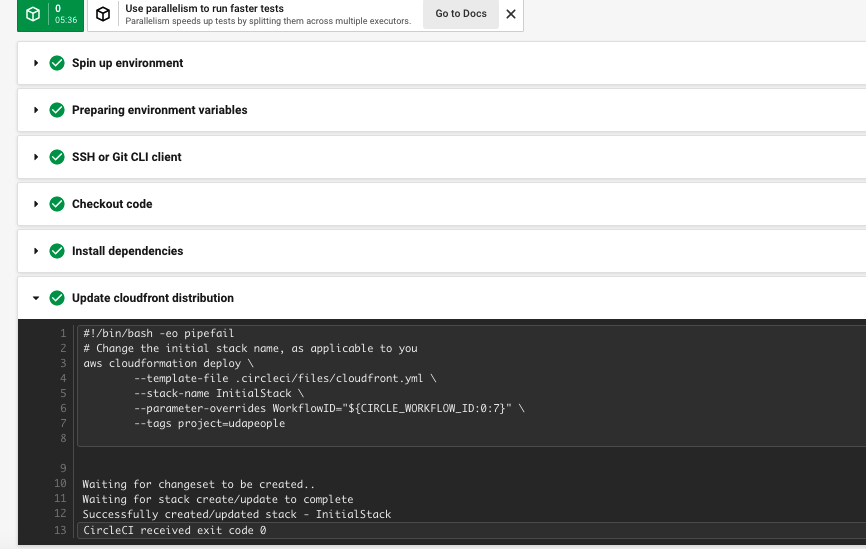 0
05:36
Use parallelism to run faster tests
Parallelism speeds up tests by splitting them across multiple executors.
Go to Docs
Spin up environment
Preparing environment variables
SSH or Git CLI client
Checkout code
Install dependencies
Update cloudfront distribution
1 #!/bin/bash -eo pipefail
2 # Change the initial stack name, as applicable to you
3 aws cloudformation deploy \
4 --template-file .circleci/files/cloudfront.yml \
5 --stack-name InitialStack \
6 --parameter-overrides WorkflowID="${CIRCLE_WORKFLOW_ID:0:7}" \
7 --tags project=udapeople
8
9
10 Waiting for changeset to be created..
11 Waiting for stack create/update to complete
12 Successfully created/updated stack - InitialStack
13 CircleCI received exit code 0